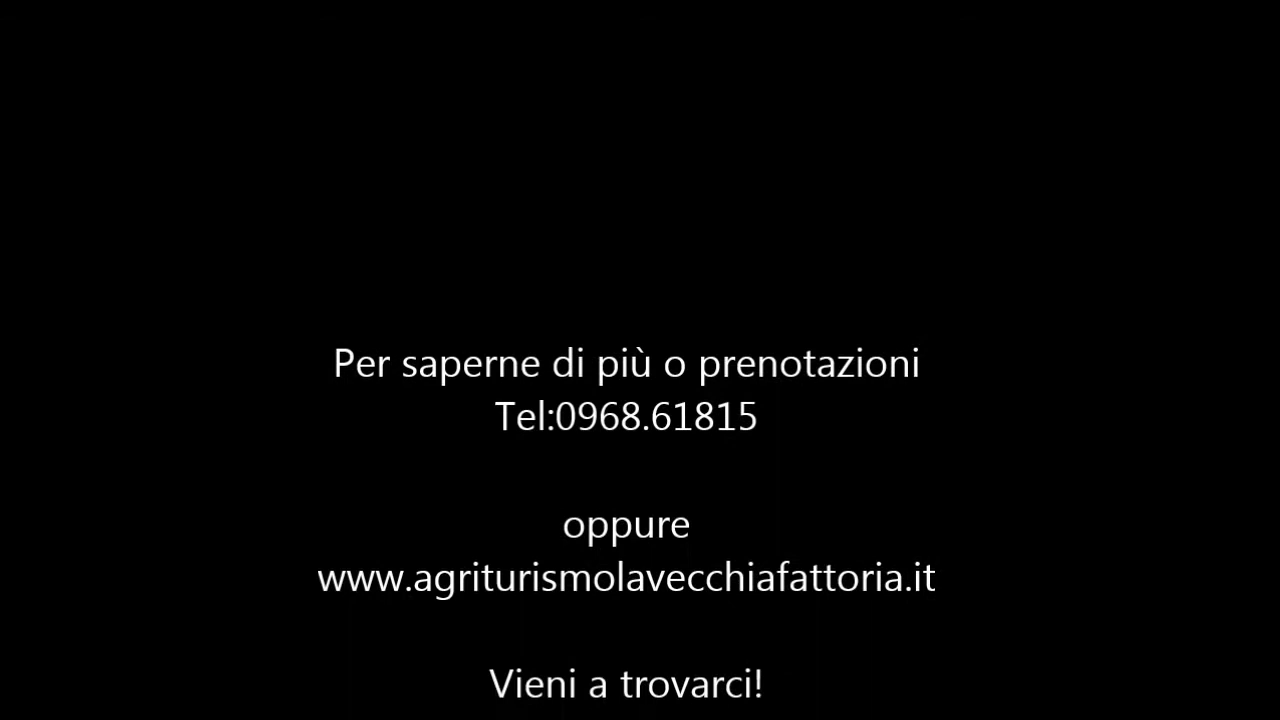 Per saperne di più o prenotazioni
Tel:0968.61815
oppure
www.agriturismolavecchiafattoria.it
Vieni a trovarci!